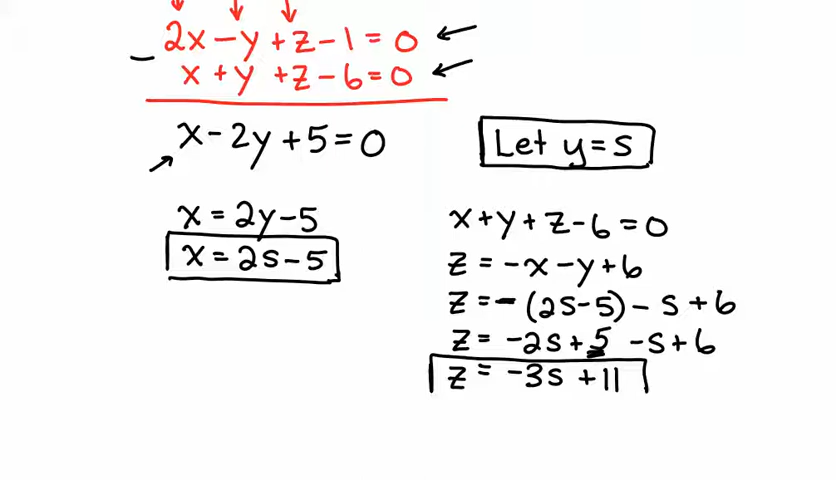 2x - y + z - 1 = 0
- x + y + z - 6 = 0
x - 2y + 5 = 0
Let y = s
x = 2y - 5
x = 2s - 5
x + y + z - 6 = 0
z = -x - y + 6
z = -(2s - 5) - s + 6
z = -2s + 5 - s + 6
z = -3s + 11